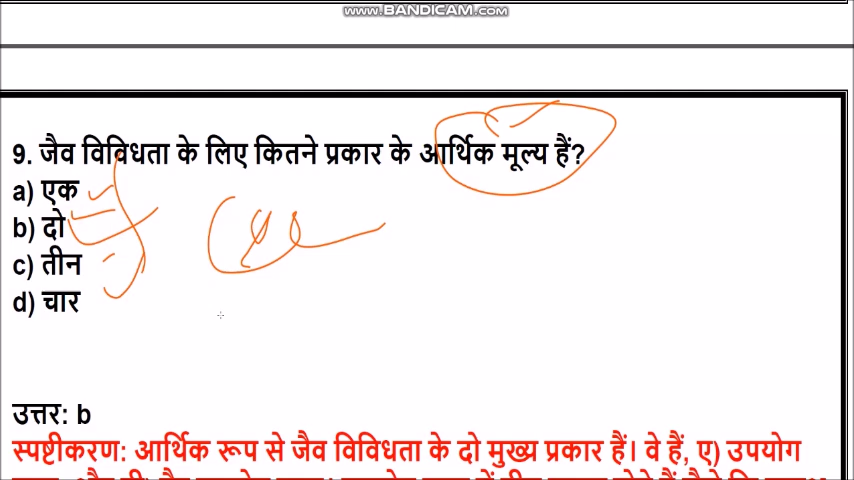 WWW.BANDICAM.COM
9. जैव विविधता के लिए कितने प्रकार के आर्थिक मूल्य हैं?
a) एक
b) दो
c) तीन
d) चार
उत्तर: b
स्पष्टीकरण: आर्थिक रूप से जैव विविधता के दो मुख्य प्रकार हैं। वे हैं, ए) उपयोग